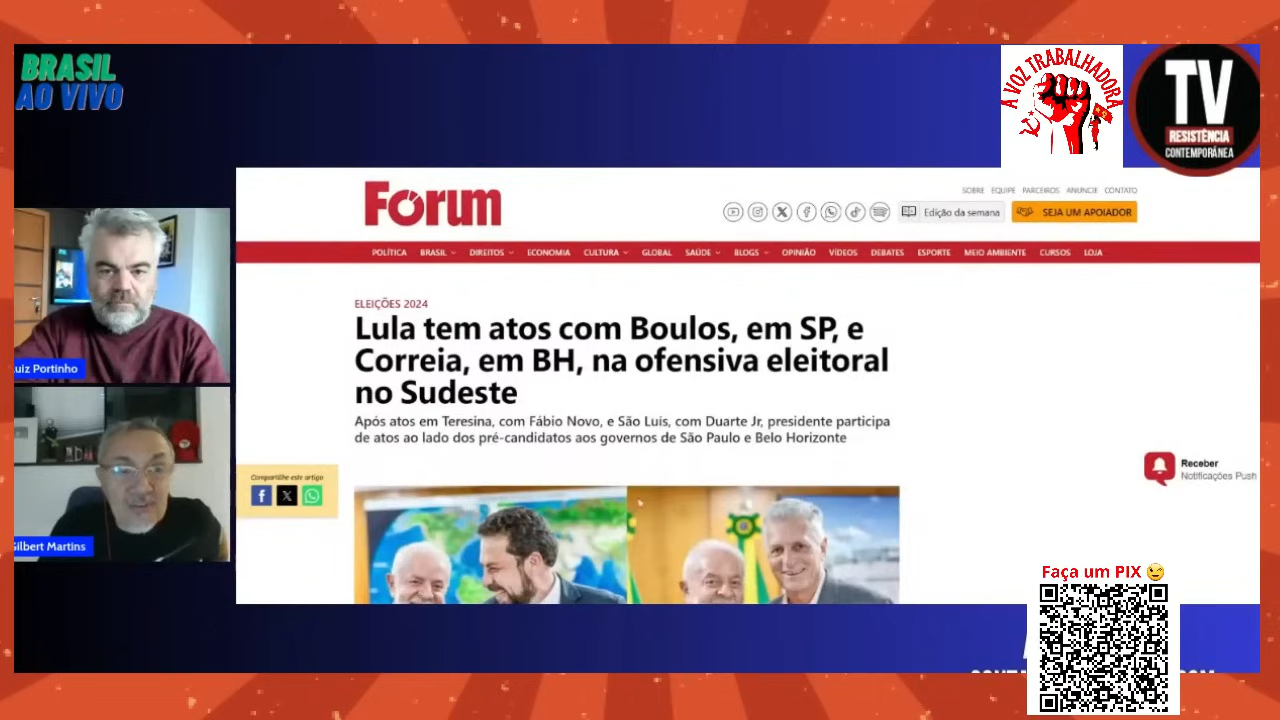 BRASIL
AO VIVO
A VOZ TRABALHADORA
TV
RESISTÊNCIA
CONTEMPORÂNEA
Fórum
SOBRE EQUIPE PARCEIROS ANUNCIE CONTATO
Edição da semana
SEJA UM APOIADOR
POLÍTICA BRASIL DIREITOS ECONOMIA CULTURA GLOBAL SAÚDE BLOGS OPINIÃO VÍDEOS DEBATES ESPORTE MEIO AMBIENTE CURSOS LOJA
ELEIÇÕES 2024
Lula tem atos com Boulos, em SP, e
Correia, em BH, na ofensiva eleitoral
no Sudeste
Após atos em Teresina, com Fábio Novo, e São Luís, com Duarte Jr, presidente participa
de atos ao lado dos pré-candidatos aos governos de São Paulo e Belo Horizonte
uiz Portinho
Gilbert Martins
Compartilhe este artigo
Receber
Notificações Push
Faça um PIX